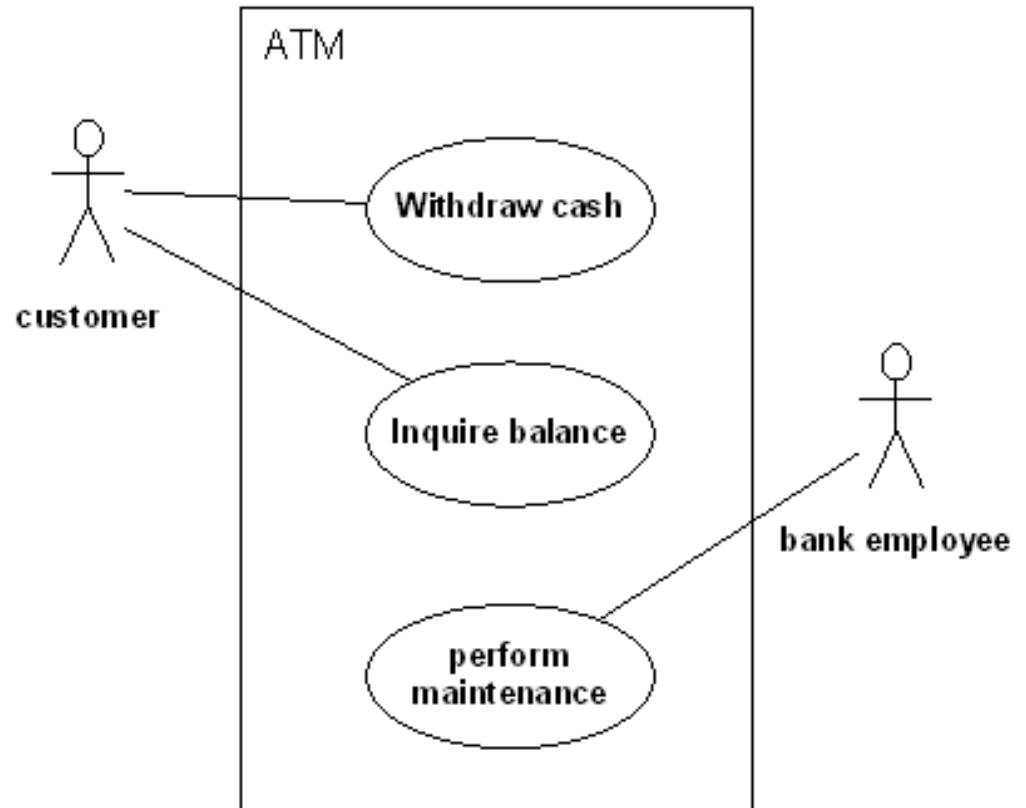 ATM
Withdraw cash
customer
Inquire balance
bank employee
perform
maintenance